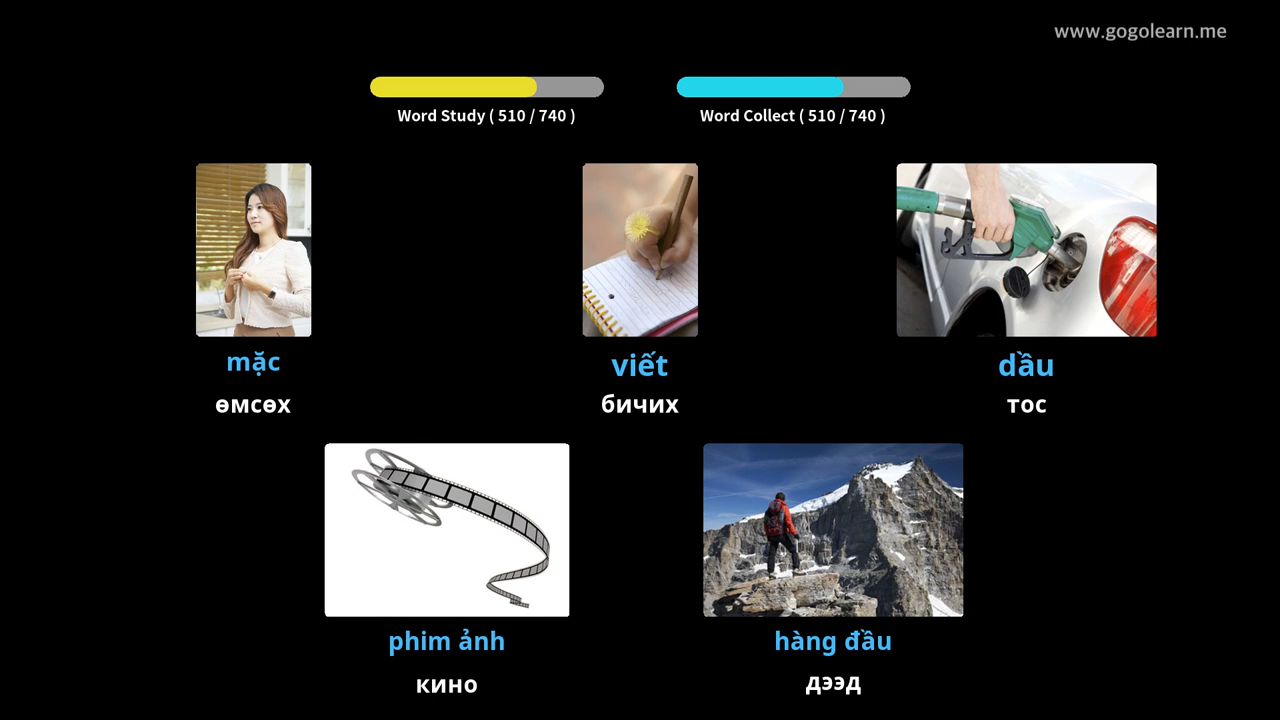 www.gogolearn.me
Word Study ( 510 / 740 )
Word Collect ( 510 / 740 )
mặc
viết
dầu
өмсөх
бичих
тос
phim ảnh
hàng đầu
кино
дээд